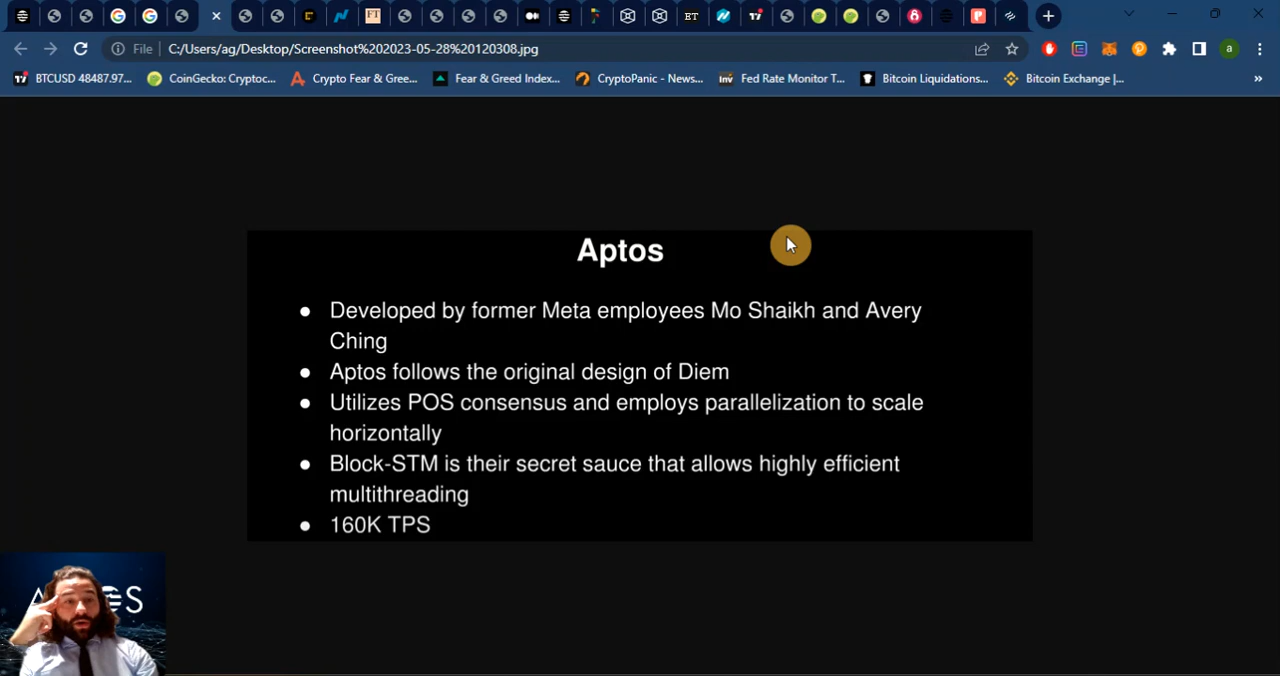 File
C:/Users/ag/Desktop/Screenshot%202023-05-28%20120308.jpg
a
BTCUSD 48487.97...
CoinGecko: Cryptoc...
Crypto Fear & Gree...
Fear & Greed Index...
CryptoPanic - News...
Fed Rate Monitor T...
Bitcoin Liquidations...
Bitcoin Exchange |...
Aptos
● Developed by former Meta employees Mo Shaikh and Avery
Ching
● Aptos follows the original design of Diem
● Utilizes POS consensus and employs parallelization to scale
horizontally
● Block-STM is their secret sauce that allows highly efficient
multithreading
● 160K TPS